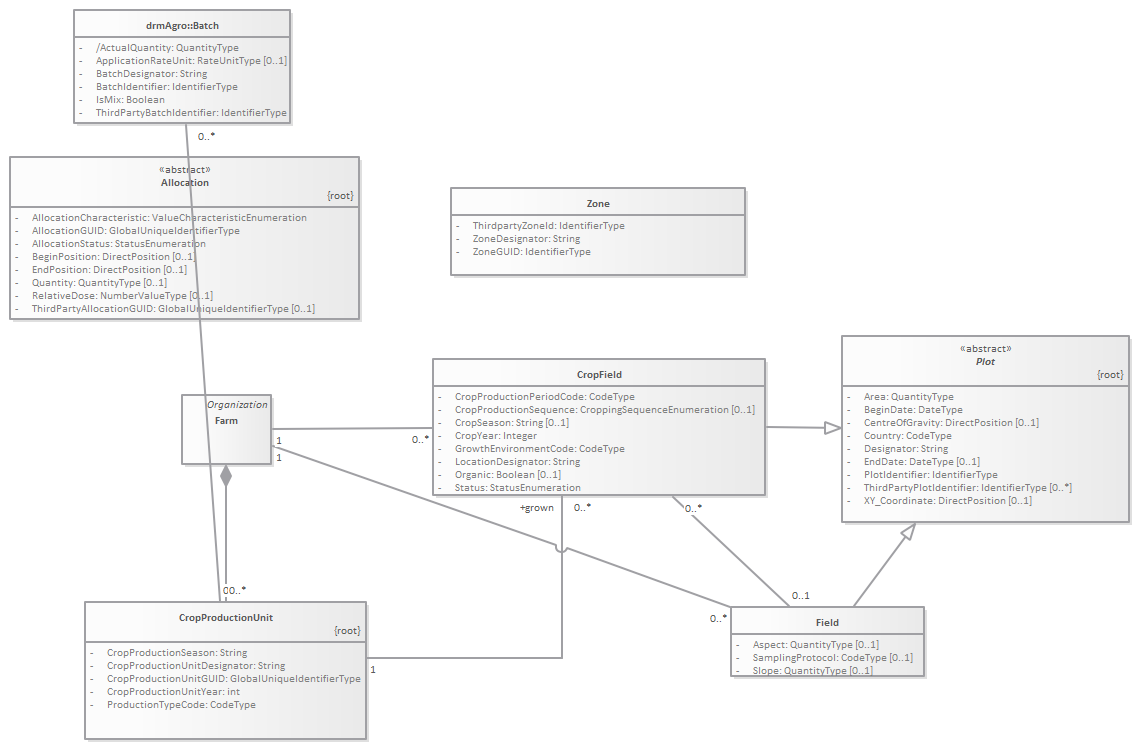 drmAgro::Batch
- /ActualQuantity: QuantityType
- ApplicationRateUnit: RateUnitType [0..1]
- BatchDesignator: String
- BatchIdentifier: IdentifierType
- IsMix: Boolean
- ThirdPartyBatchIdentifier: IdentifierType
0..*
«abstract»
Allocation
{root}
- AllocationCharacteristic: ValueCharacteristicEnumeration
- AllocationGUID: GlobalUniqueIdentifierType
- AllocationStatus: StatusEnumeration
- BeginPosition: DirectPosition [0..1]
- EndPosition: DirectPosition [0..1]
- Quantity: QuantityType [0..1]
- RelativeDose: NumberValueType [0..1]
- ThirdPartyAllocationGUID: GlobalUniqueIdentifierType [0..1]
Zone
- ThirdpartyZoneId: IdentifierType
- ZoneDesignator: String
- ZoneGUID: IdentifierType
«abstract»
Plot
{root}
- Area: QuantityType
- BeginDate: DateType
- CentreOfGravity: DirectPosition [0..1]
- Country: CodeType
- Designator: String
- EndDate: DateType [0..1]
- PlotIdentifier: IdentifierType
- ThirdPartyPlotIdentifier: IdentifierType [0..*]
- XY_Coordinate: DirectPosition [0..1]
CropField
- CropProductionPeriodCode: CodeType
- CropProductionSequence: CroppingSequenceEnumeration [0..1]
- CropSeason: String [0..1]
- CropYear: Integer
- GrowthEnvironmentCode: CodeType
- LocationDesignator: String
- Organic: Boolean [0..1]
- Status: StatusEnumeration
Organization
Farm
1
0..*
1
+grown
0..*
0..*
00..*
0..1
0..*
CropProductionUnit
{root}
- CropProductionSeason: String
- CropProductionUnitDesignator: String
- CropProductionUnitGUID: GlobalUniqueIdentifierType
- CropProductionUnitYear: int
- ProductionTypeCode: CodeType
1
Field
- Aspect: QuantityType [0..1]
- SamplingProtocol: CodeType [0..1]
- Slope: QuantityType [0..1]